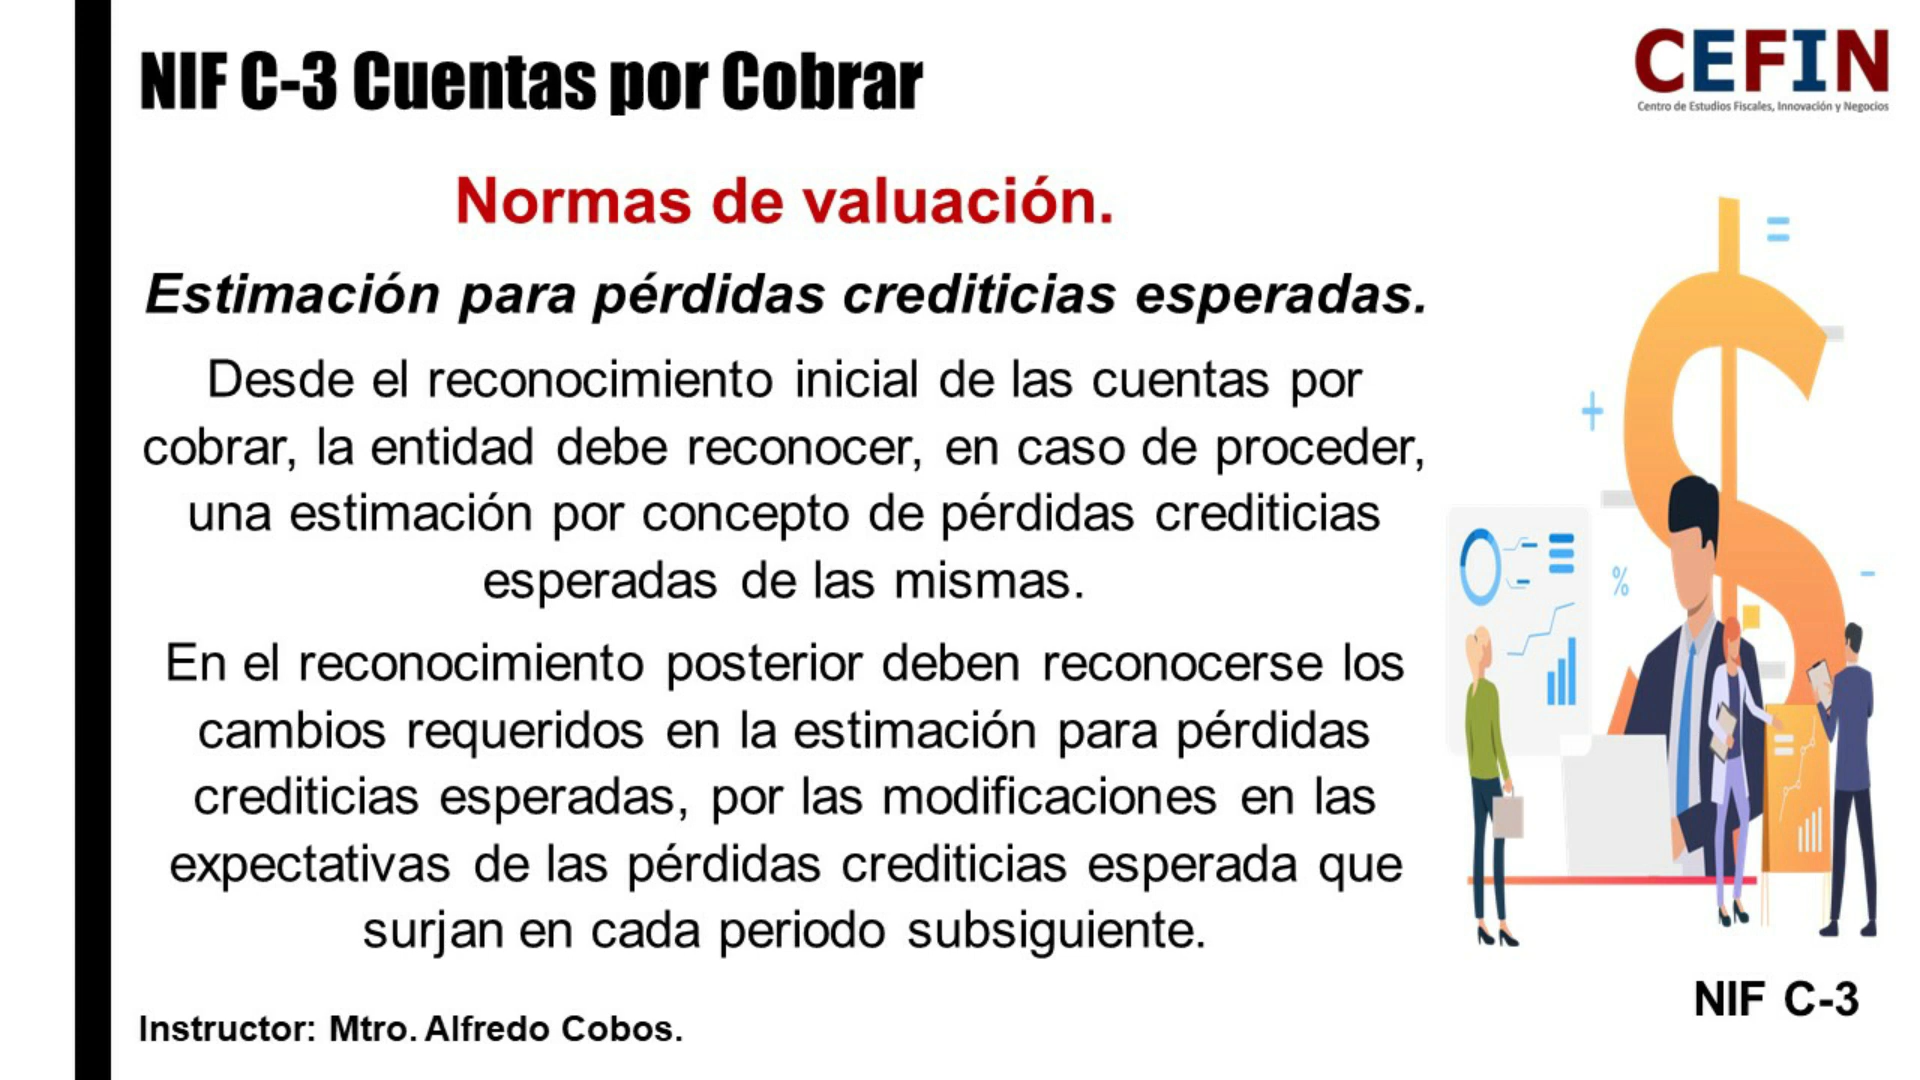 NIF C-3 Cuentas por Cobrar
CEFIN
Centro de Estudios Fiscales, Innovación y Negocios
Normas de valuación.
Estimación para pérdidas crediticias esperadas.
Desde el reconocimiento inicial de las cuentas por
cobrar, la entidad debe reconocer, en caso de proceder,
una estimación por concepto de pérdidas crediticias
esperadas de las mismas.
En el reconocimiento posterior deben reconocerse los
cambios requeridos en la estimación para pérdidas
crediticias esperadas, por las modificaciones en las
expectativas de las pérdidas crediticias esperada que
surjan en cada periodo subsiguiente.
%
NIF C-3
Instructor: Mtro. Alfredo Cobos.